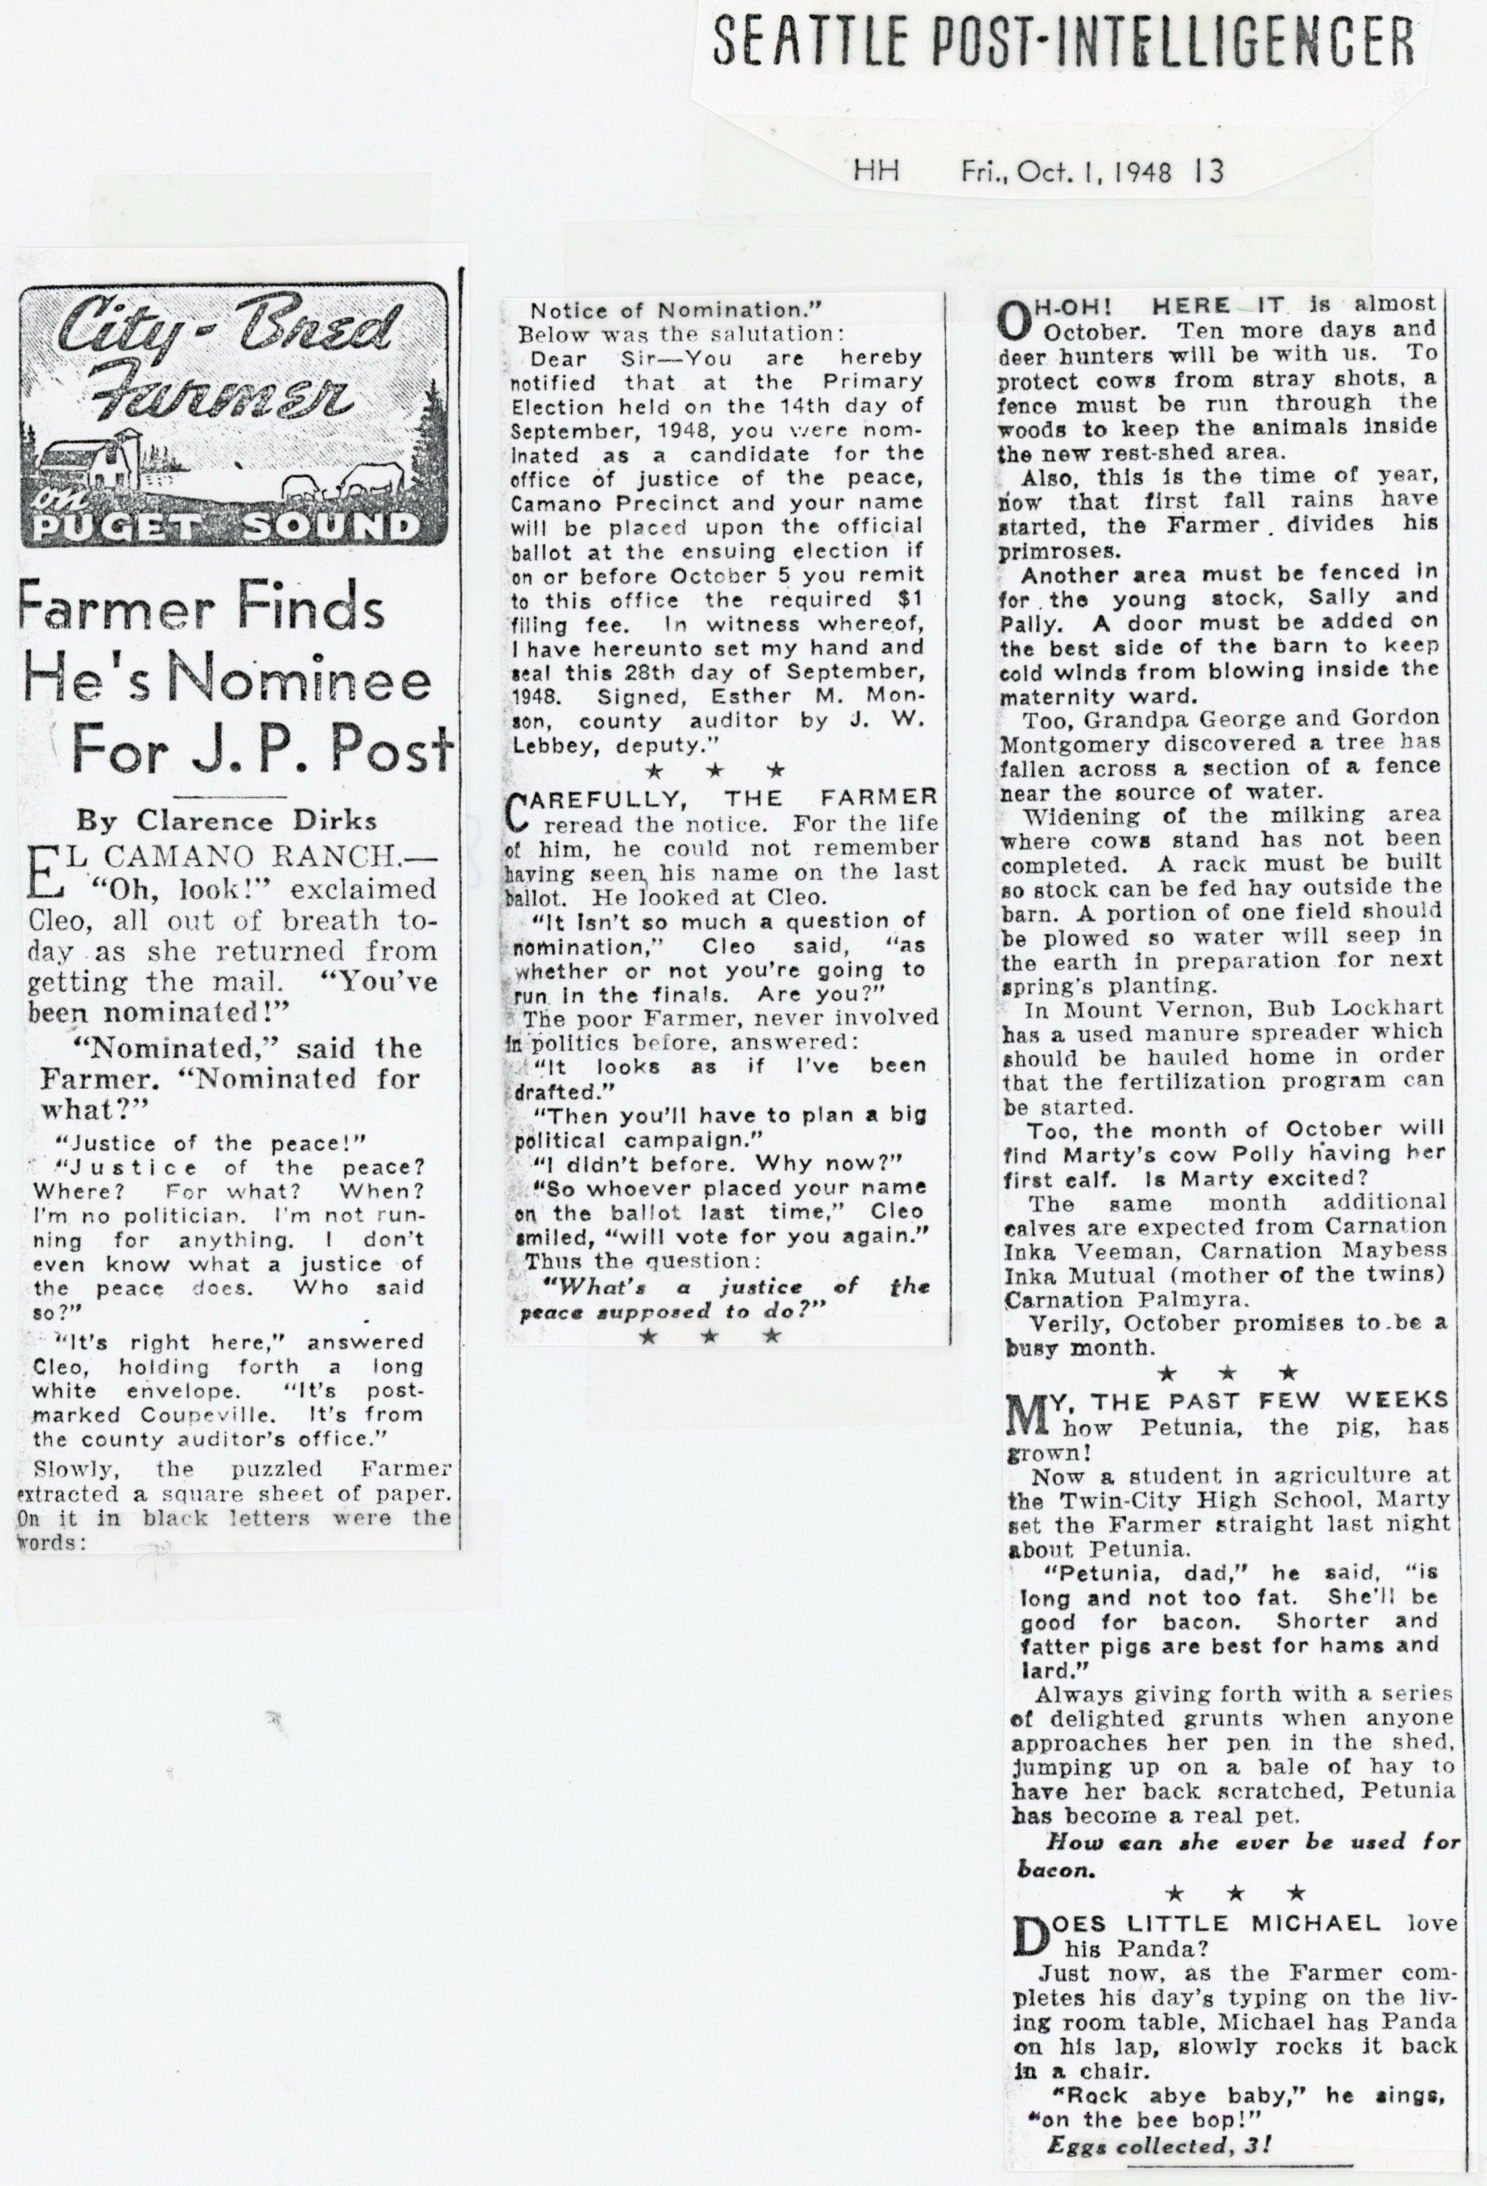 SEATTLE POST-INTELLIGENCER
HH Fri., Oct. 1, 1948 13
City-Bred
Farmer
on
PUGET SOUND
Farmer Finds
He's Nominee
For J. P. Post
By Clarence Dirks
EL CAMANO RANCH.—
"Oh, look!" exclaimed
Cleo, all out of breath to-
day as she returned from
getting the mail. "You've
been nominated!"
"Nominated," said the
Farmer. "Nominated for
what?"
"Justice of the peace!"
"Justice of the peace?
Where? For what? When?
I'm no politician. I'm not run-
ning for anything. I don't
even know what a justice of
the peace does. Who said
so?"
"It's right here," answered
Cleo, holding forth a long
white envelope. "It's post-
marked Coupeville. It's from
the county auditor's office."
Slowly, the puzzled Farmer
extracted a square sheet of paper.
On it in black letters were the
words:
Notice of Nomination."
Below was the salutation:
Dear Sir—You are hereby
notified that at the Primary
Election held on the 14th day of
September, 1948, you were nom-
inated as a candidate for the
office of justice of the peace,
Camano Precinct and your name
will be placed upon the official
ballot at the ensuing election if
on or before October 5 you remit
to this office the required $1
filing fee. In witness whereof,
I have hereunto set my hand and
seal this 28th day of September,
1948. Signed, Esther M. Mon-
son, county auditor by J. W.
Lebbey, deputy."
★ ★ ★
CAREFULLY, THE FARMER
reread the notice. For the life
of him, he could not remember
having seen his name on the last
ballot. He looked at Cleo.
"It isn't so much a question of
nomination," Cleo said, "as
whether or not you're going to
run in the finals. Are you?"
The poor Farmer, never involved
in politics before, answered:
"It looks as if I've been
drafted."
"Then you'll have to plan a big
political campaign."
"I didn't before. Why now?"
"So whoever placed your name
on the ballot last time," Cleo
smiled, "will vote for you again."
Thus the question:
"What's a justice of the
peace supposed to do?"
★ ★ ★
OH-OH! HERE IT is almost
October. Ten more days and
deer hunters will be with us. To
protect cows from stray shots, a
fence must be run through the
woods to keep the animals inside
the new rest-shed area.
Also, this is the time of year,
now that first fall rains have
started, the Farmer divides his
primroses.
Another area must be fenced in
for the young stock, Sally and
Pally. A door must be added on
the best side of the barn to keep
cold winds from blowing inside the
maternity ward.
Too, Grandpa George and Gordon
Montgomery discovered a tree has
fallen across a section of a fence
near the source of water.
Widening of the milking area
where cows stand has not been
completed. A rack must be built
so stock can be fed hay outside the
barn. A portion of one field should
be plowed so water will seep in
the earth in preparation for next
spring's planting.
In Mount Vernon, Bub Lockhart
has a used manure spreader which
should be hauled home in order
that the fertilization program can
be started.
Too, the month of October will
find Marty's cow Polly having her
first calf. Is Marty excited?
The same month additional
calves are expected from Carnation
Inka Veeman, Carnation Maybess
Inka Mutual (mother of the twins)
Carnation Palmyra.
Verily, October promises to be a
busy month.
★ ★ ★
MY, THE PAST FEW WEEKS
how Petunia, the pig, has
grown!
Now a student in agriculture at
the Twin-City High School, Marty
set the Farmer straight last night
about Petunia.
"Petunia, dad," he said, "is
long and not too fat. She'll be
good for bacon. Shorter and
fatter pigs are best for hams and
lard."
Always giving forth with a series
of delighted grunts when anyone
approaches her pen in the shed,
jumping up on a bale of hay to
have her back scratched, Petunia
has become a real pet.
How can she ever be used for
bacon.
★ ★ ★
DOES LITTLE MICHAEL love
his Panda?
Just now, as the Farmer com-
pletes his day's typing on the liv-
ing room table, Michael has Panda
on his lap, slowly rocks it back
in a chair.
"Rock abye baby," he sings,
"on the bee bop!"
Eggs collected, 3!